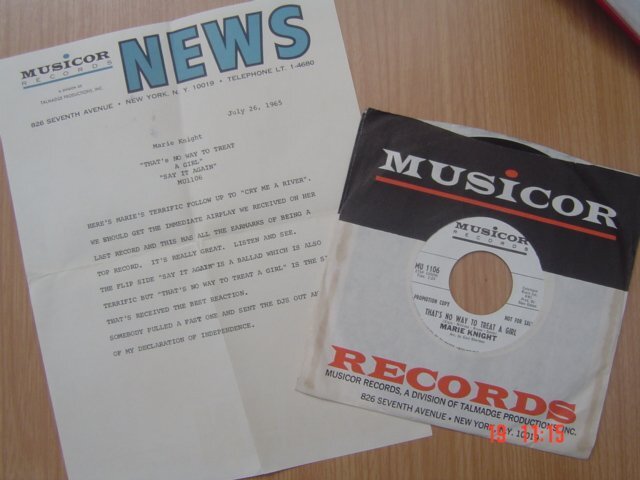 MUSICOR
RECORDS
NEWS
A DIVISION OF
TALMADGE PRODUCTIONS, INC.
826 SEVENTH AVENUE • NEW YORK, N.Y. 10019 • TELEPHONE LT. 1-4680
July 26, 1965
Marie Knight
"THAT's NO WAY TO TREAT
A GIRL"
"SAY IT AGAIN"
MU1106
HERE'S MARIE'S TERRIFIC FOLLOW UP TO "CRY ME A RIVER".
WE SHOULD GET THE IMMEDIATE AIRPLAY WE RECEIVED ON HER
LAST RECORD AND THIS HAS ALL THE EARMARKS OF BEING A
TOP RECORD. IT'S REALLY GREAT. LISTEN AND SEE.
THE FLIP SIDE "SAY IT AGAIN" IS A BALLAD WHICH IS ALSO
TERRIFIC BUT "THAT'S NO WAY TO TREAT A GIRL" IS THE
THAT'S RECEIVED THE BEST REACTION.
SOMEBODY PULLED A FAST ONE AND SENT THE DJS OUT
OF MY DECLARATION OF INDEPENDENCE.
MUSICOR
MUSICOR
RECORDS
MU 1106
PROMOTION COPY
NOT FOR SALE
THAT'S NO WAY TO TREAT A GIRL
MARIE KNIGHT
RECORDS
MUSICOR RECORDS, A DIVISION OF TALMADGE PRODUCTIONS, INC.
826 SEVENTH AVENUE • NEW YORK, N.Y. 10019
19 11:15